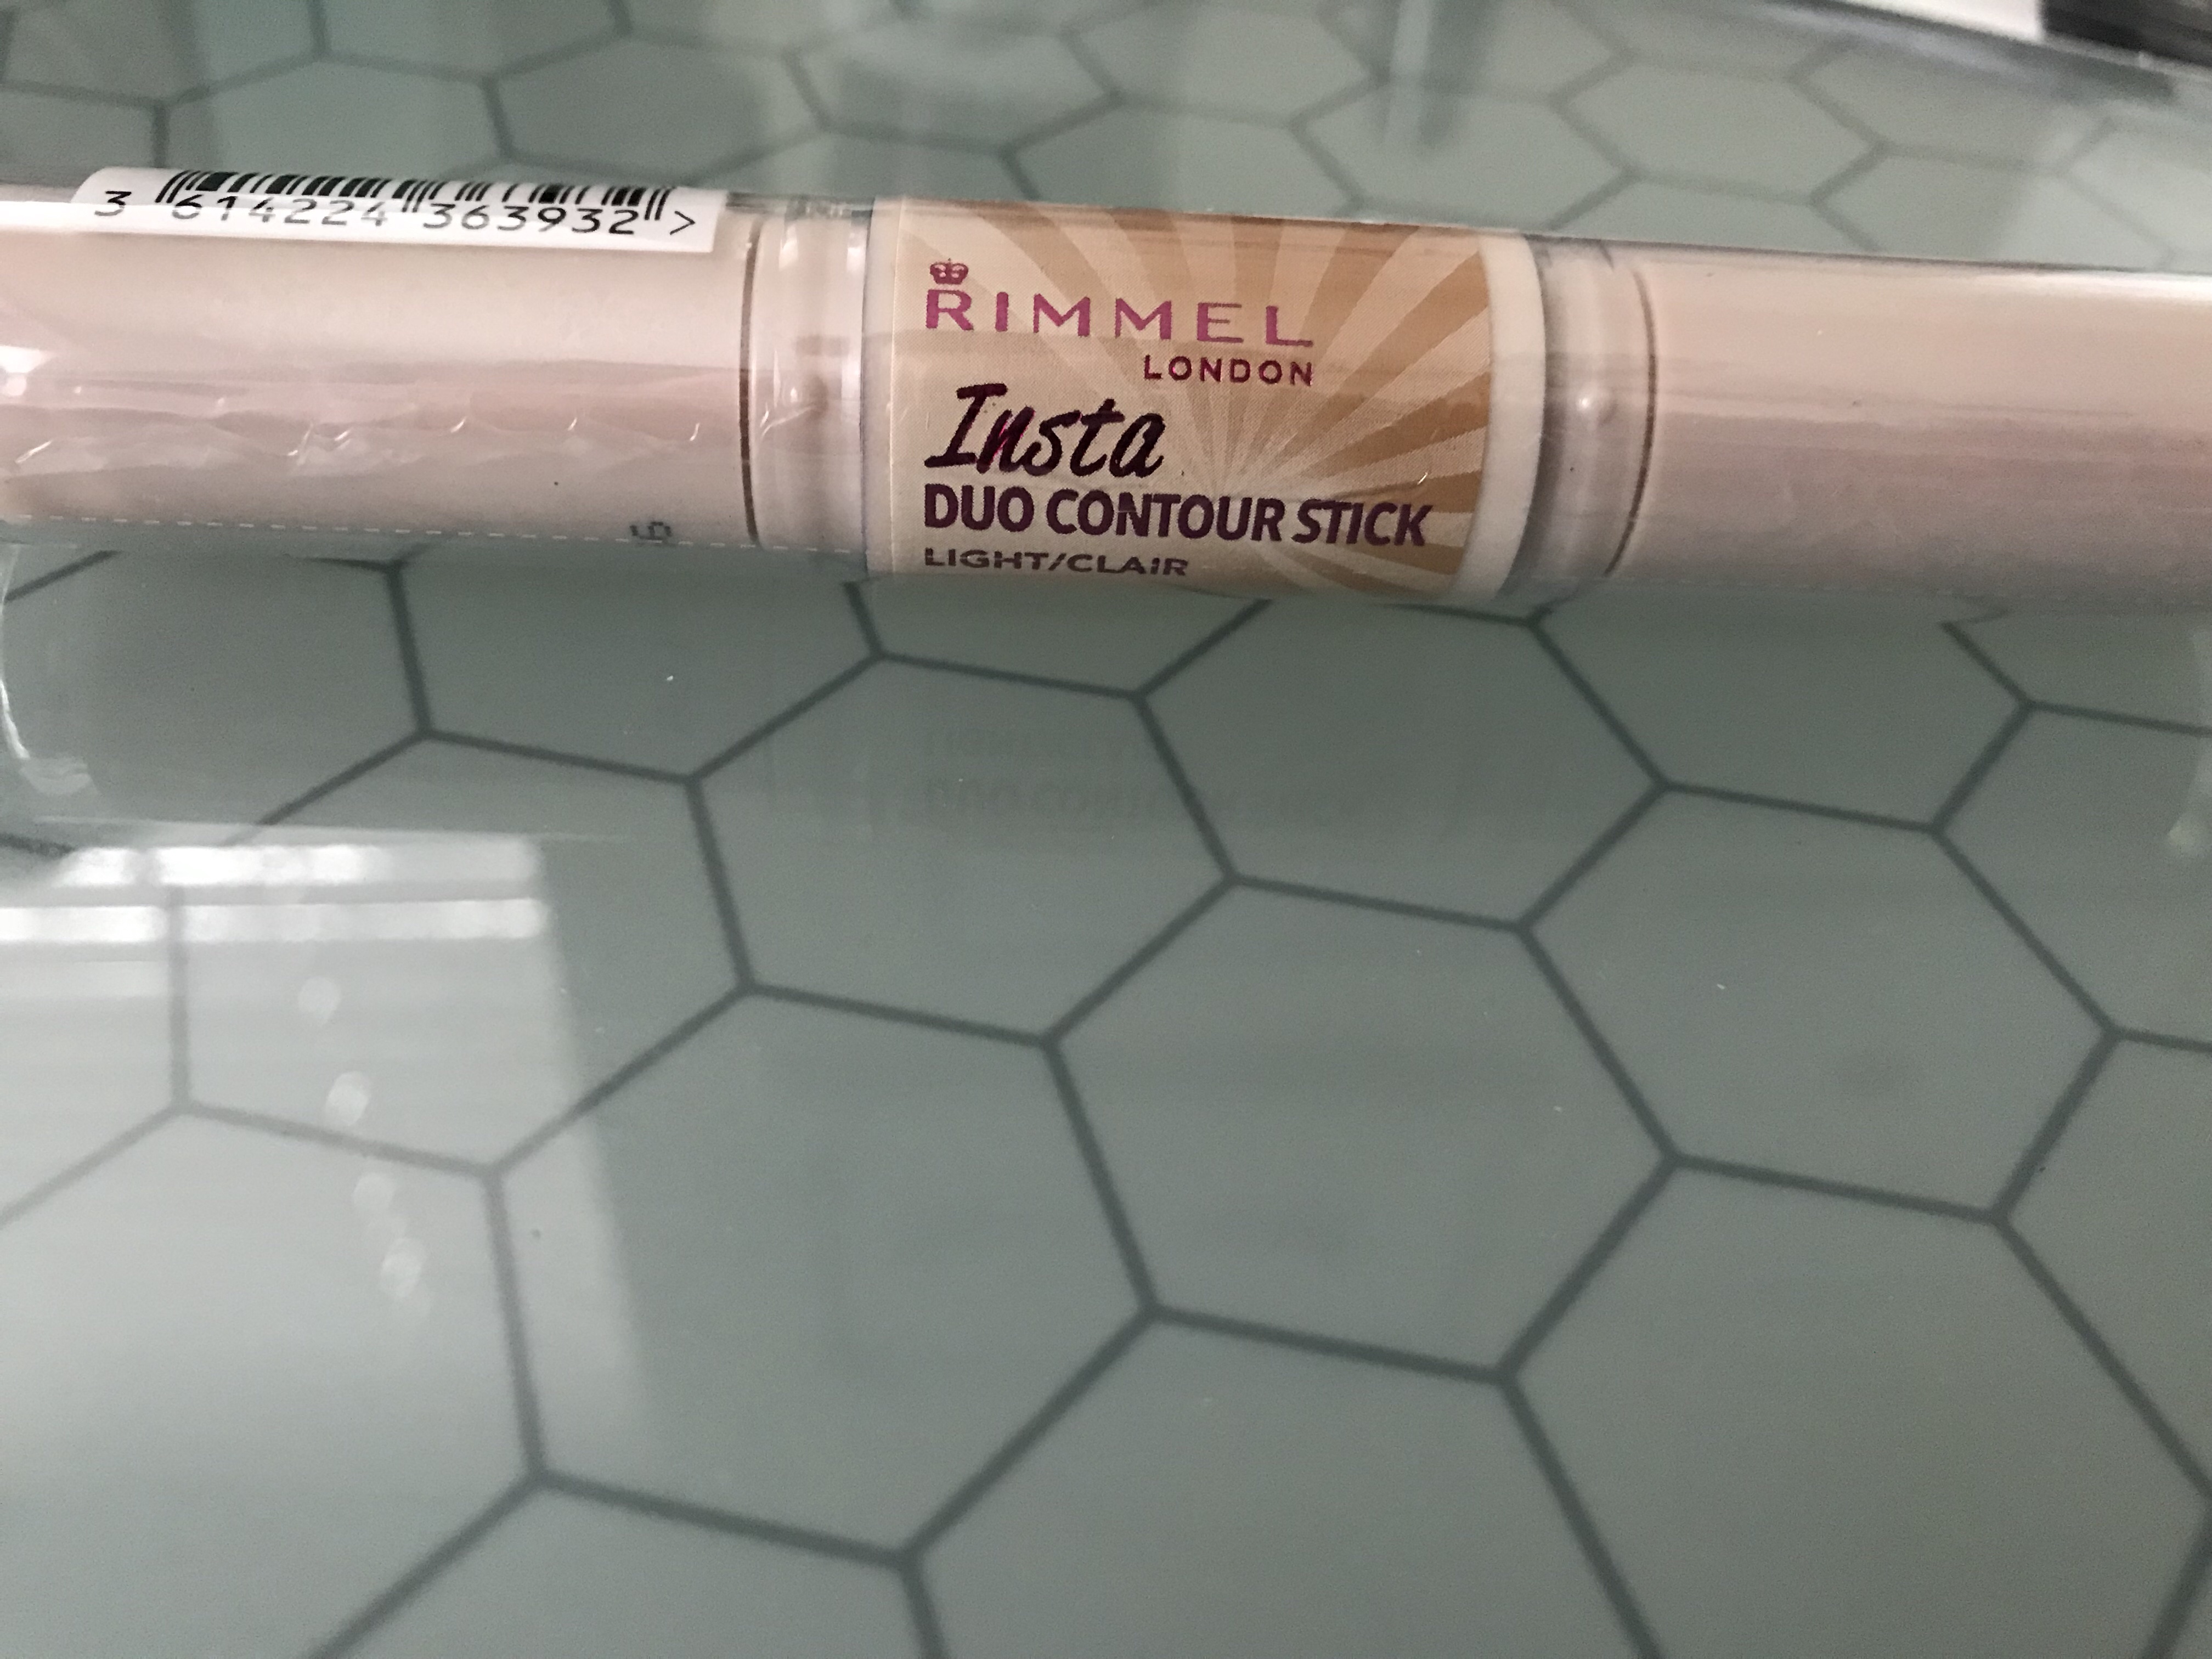 3 614224 363932 >
RIMMEL
LONDON
Insta
DUO CONTOUR STICK
LIGHT/CLAIR